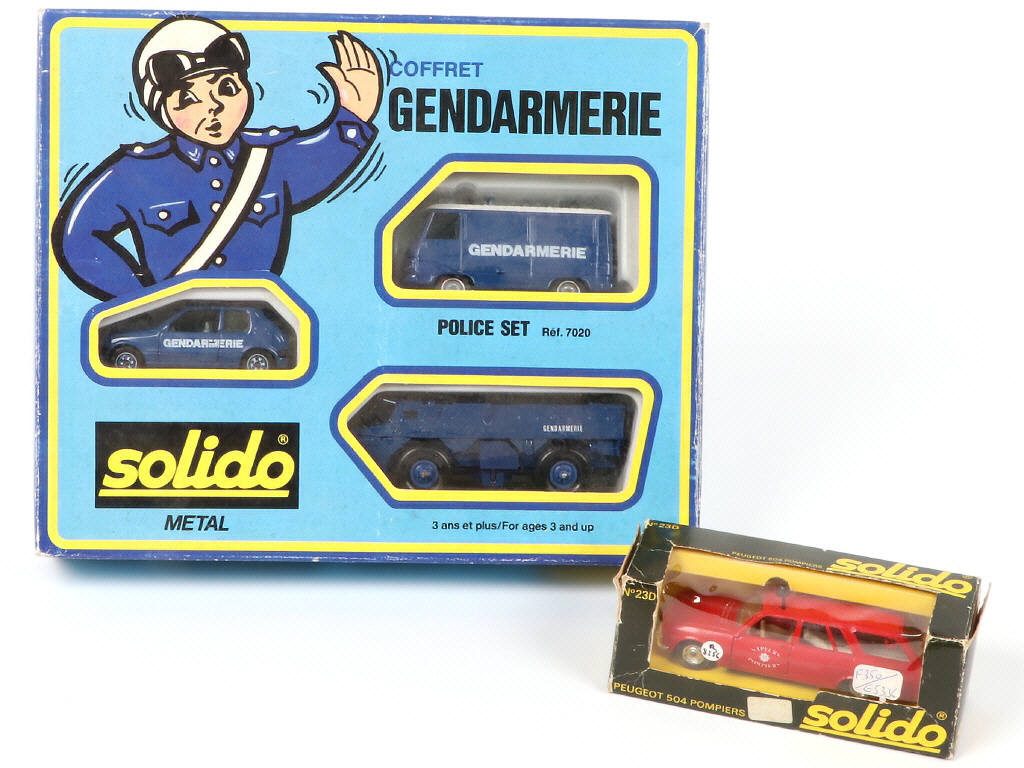 COFFRET
GENDARMERIE
GENDARMERIE
POLICE SET Réf. 7020
GENDARMERIE
GENDARMERIE
solido®
METAL
3 ans et plus/For ages 3 and up
N°23D
PEUGEOT 504 POMPIERS
solido
N°23D
SAPEURS
POMPIERS
PEUGEOT 504 POMPIERS
solido®